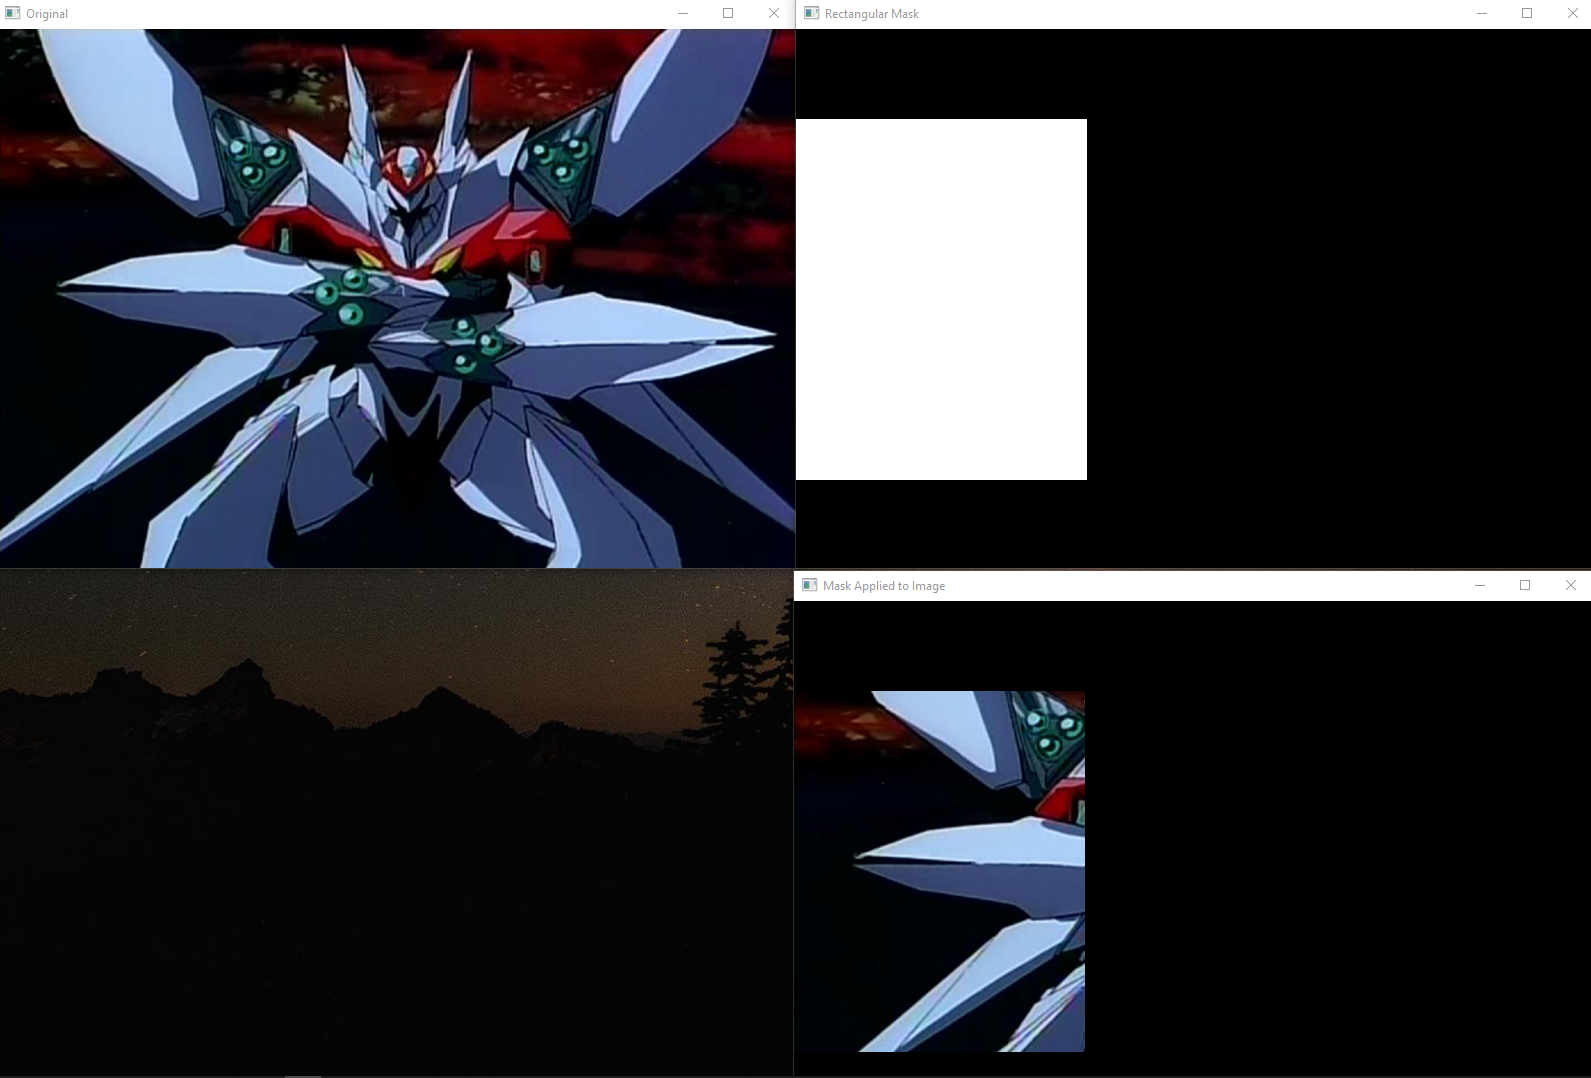 Original
Rectangular Mask
Mask Applied to Image